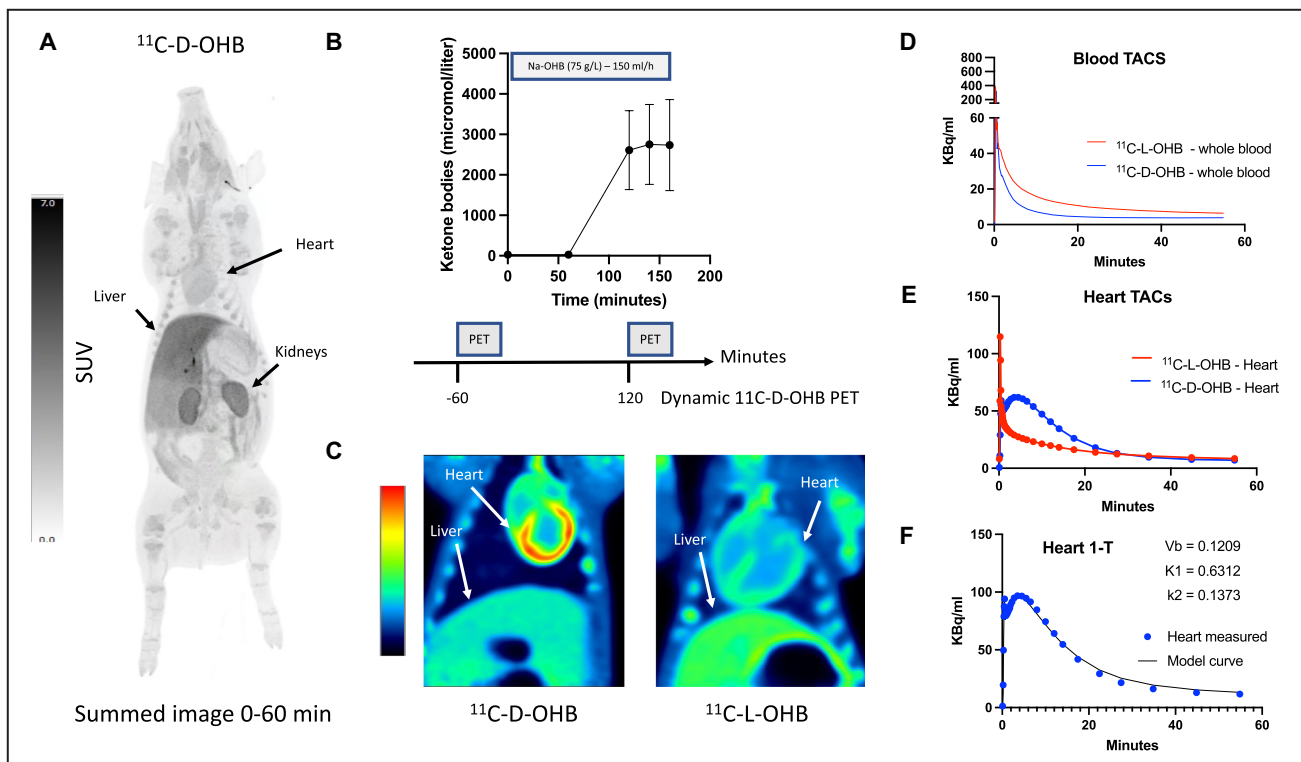 A
¹¹C-D-OHB
7.0
SUV
0.0
Heart
Liver
Kidneys
Summed image 0-60 min
B
Na-OHB (75 g/L) – 150 ml/h
Ketone bodies (micromol/liter)
5000
4000
3000
2000
1000
0
0 50 100 150 200
Time (minutes)
PET PET
Minutes
-60 120 Dynamic 11C-D-OHB PET
C
Heart
Liver
¹¹C-D-OHB
Heart
Liver
¹¹C-L-OHB
D
Blood TACS
KBq/ml
800
600
400
200
60
40
20
0
¹¹C-L-OHB - whole blood
¹¹C-D-OHB - whole blood
0 20 40 60
Minutes
E
Heart TACs
KBq/ml
150
100
50
0
¹¹C-L-OHB - Heart
¹¹C-D-OHB - Heart
0 20 40 60
Minutes
F
Heart 1-T
Vb = 0.1209
K1 = 0.6312
k2 = 0.1373
KBq/ml
150
100
50
0
Heart measured
Model curve
0 20 40 60
Minutes